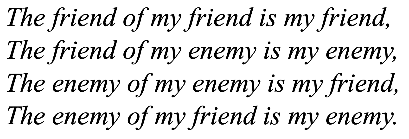 The friend of my friend is my friend,
The friend of my enemy is my enemy,
The enemy of my enemy is my friend,
The enemy of my friend is my enemy.